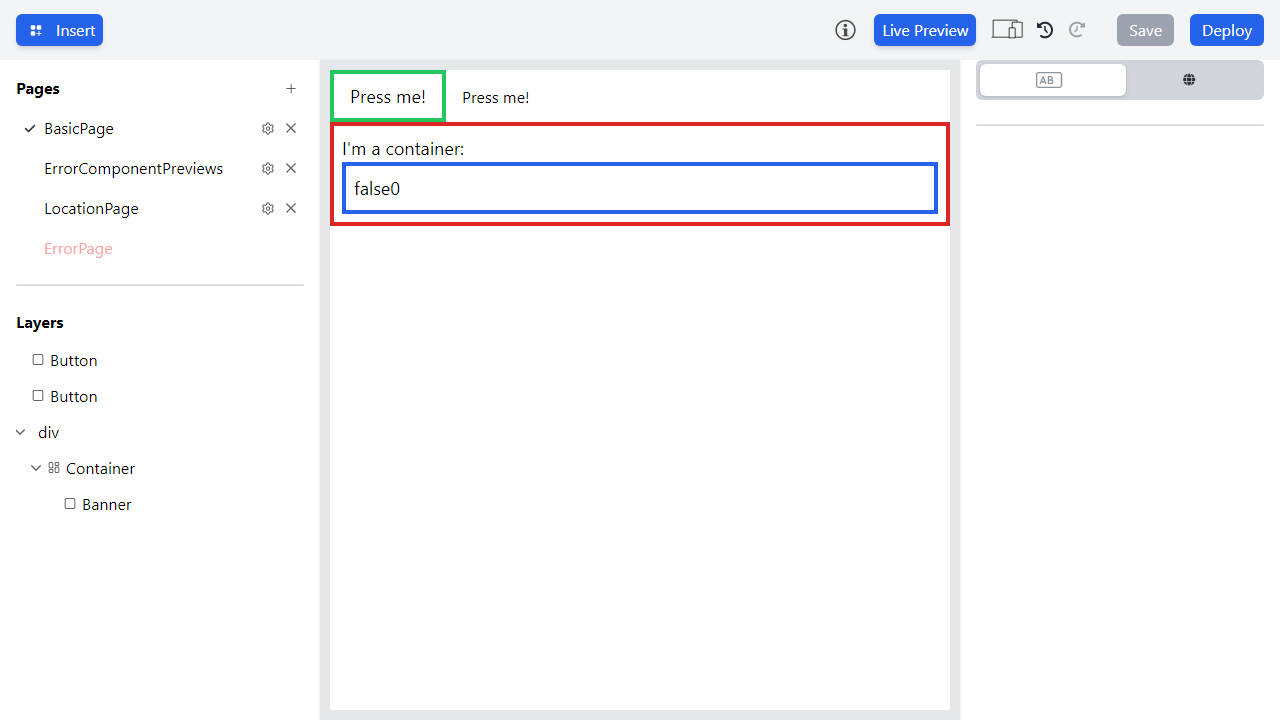 Insert
Live Preview
Save
Deploy
Pages
BasicPage
ErrorComponentPreviews
LocationPage
ErrorPage
Layers
Button
Button
div
Container
Banner
Press me!
Press me!
I'm a container:
false0
AB